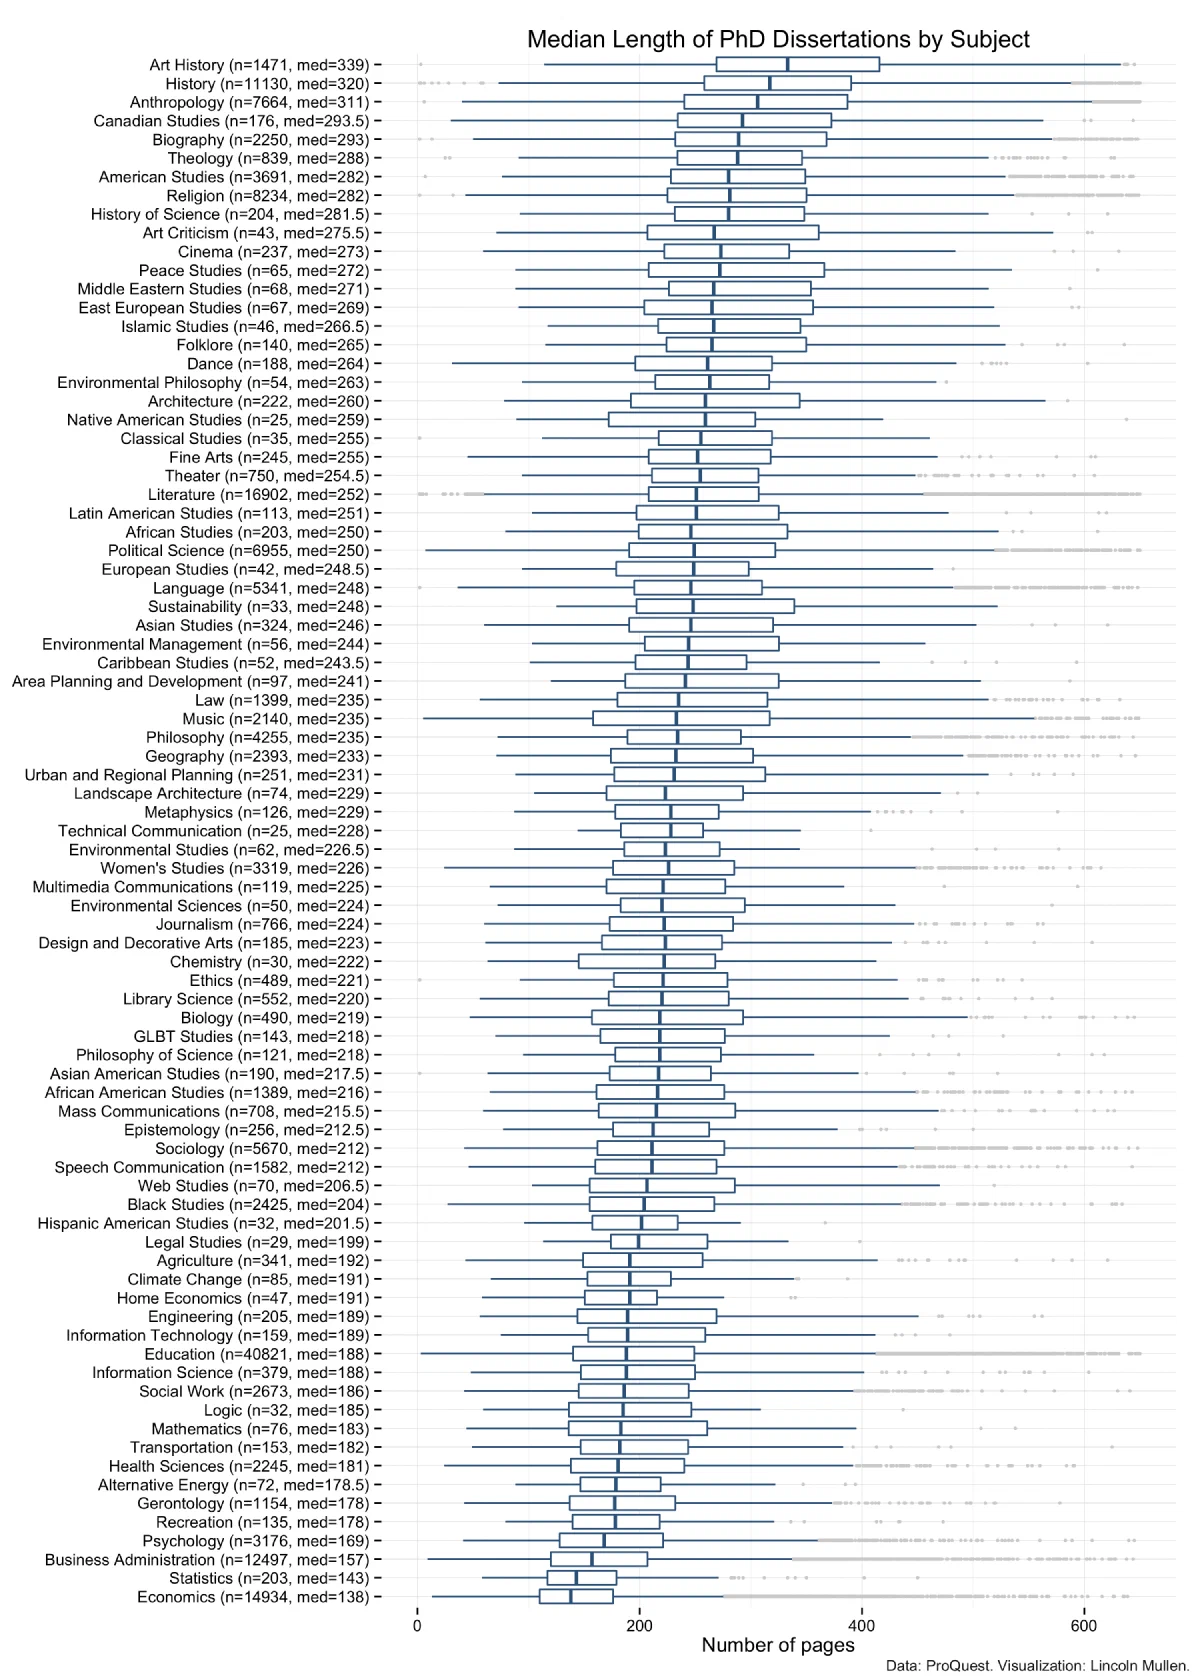 Median Length of PhD Dissertations by Subject
Art History (n=1471, med=339)
History (n=11130, med=320)
Anthropology (n=7664, med=311)
Canadian Studies (n=176, med=293.5)
Biography (n=2250, med=293)
Theology (n=839, med=288)
American Studies (n=3691, med=282)
Religion (n=8234, med=282)
History of Science (n=204, med=281.5)
Art Criticism (n=43, med=275.5)
Cinema (n=237, med=273)
Peace Studies (n=65, med=272)
Middle Eastern Studies (n=68, med=271)
East European Studies (n=67, med=269)
Islamic Studies (n=46, med=266.5)
Folklore (n=140, med=265)
Dance (n=188, med=264)
Environmental Philosophy (n=54, med=263)
Architecture (n=222, med=260)
Native American Studies (n=25, med=259)
Classical Studies (n=35, med=255)
Fine Arts (n=245, med=255)
Theater (n=750, med=254.5)
Literature (n=16902, med=252)
Latin American Studies (n=113, med=251)
African Studies (n=203, med=250)
Political Science (n=6955, med=250)
European Studies (n=42, med=248.5)
Language (n=5341, med=248)
Sustainability (n=33, med=248)
Asian Studies (n=324, med=246)
Environmental Management (n=56, med=244)
Caribbean Studies (n=52, med=243.5)
Area Planning and Development (n=97, med=241)
Law (n=1399, med=235)
Music (n=2140, med=235)
Philosophy (n=4255, med=235)
Geography (n=2393, med=233)
Urban and Regional Planning (n=251, med=231)
Landscape Architecture (n=74, med=229)
Metaphysics (n=126, med=229)
Technical Communication (n=25, med=228)
Environmental Studies (n=62, med=226.5)
Women's Studies (n=3319, med=226)
Multimedia Communications (n=119, med=225)
Environmental Sciences (n=50, med=224)
Journalism (n=766, med=224)
Design and Decorative Arts (n=185, med=223)
Chemistry (n=30, med=222)
Ethics (n=489, med=221)
Library Science (n=552, med=220)
Biology (n=490, med=219)
GLBT Studies (n=143, med=218)
Philosophy of Science (n=121, med=218)
Asian American Studies (n=190, med=217.5)
African American Studies (n=1389, med=216)
Mass Communications (n=708, med=215.5)
Epistemology (n=256, med=212.5)
Sociology (n=5670, med=212)
Speech Communication (n=1582, med=212)
Web Studies (n=70, med=206.5)
Black Studies (n=2425, med=204)
Hispanic American Studies (n=32, med=201.5)
Legal Studies (n=29, med=199)
Agriculture (n=341, med=192)
Climate Change (n=85, med=191)
Home Economics (n=47, med=191)
Engineering (n=205, med=189)
Information Technology (n=159, med=189)
Education (n=40821, med=188)
Information Science (n=379, med=188)
Social Work (n=2673, med=186)
Logic (n=32, med=185)
Mathematics (n=76, med=183)
Transportation (n=153, med=182)
Health Sciences (n=2245, med=181)
Alternative Energy (n=72, med=178.5)
Gerontology (n=1154, med=178)
Recreation (n=135, med=178)
Psychology (n=3176, med=169)
Business Administration (n=12497, med=157)
Statistics (n=203, med=143)
Economics (n=14934, med=138)
0 200 400 600
Number of pages
Data: ProQuest. Visualization: Lincoln Mullen.